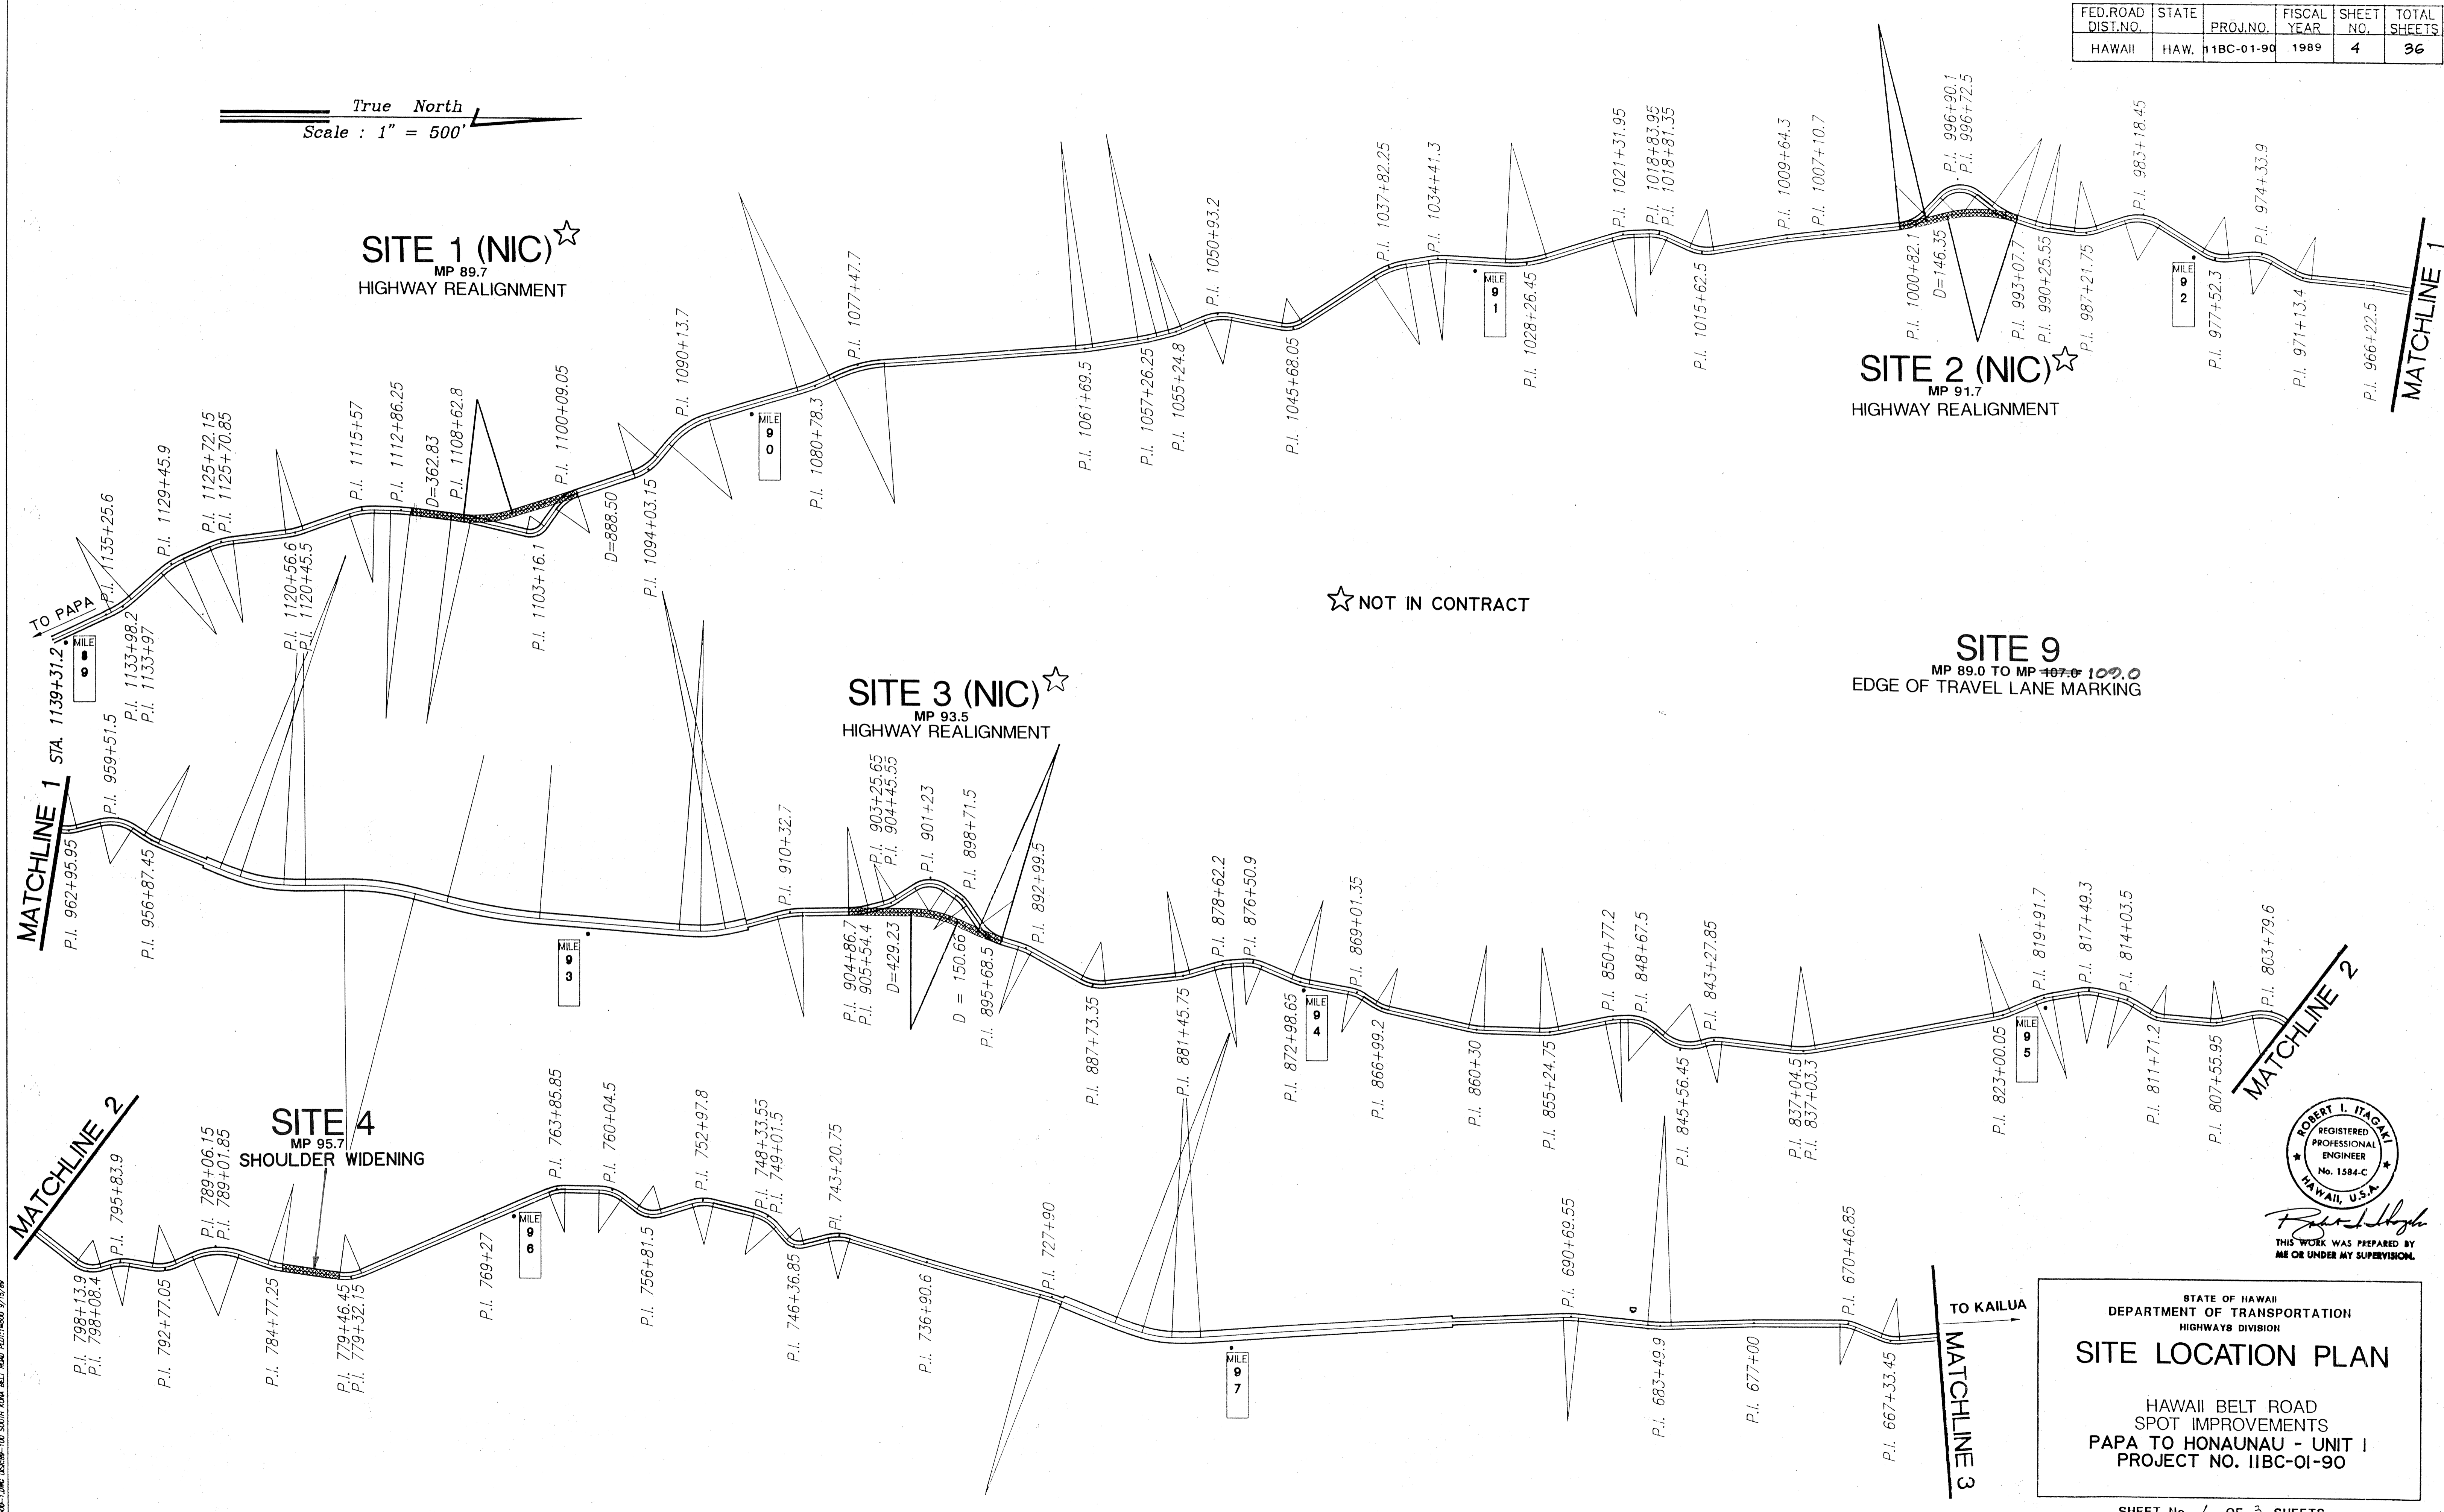 FED.ROAD DIST.NO. STATE PROJ.NO. FISCAL YEAR SHEET NO. TOTAL SHEETS
HAWAII HAW. 11BC-01-90 1989 4 36
True North
Scale : 1" = 500'
SITE 1 (NIC)☆
MP 89.7
HIGHWAY REALIGNMENT
TO PAPA
STA. 1139+31.2
MILE 89
P.I. 1135+25.6
P.I. 1133+98.2
P.I. 1133+97
P.I. 1129+45.9
P.I. 1125+72.15
P.I. 1125+70.85
P.I. 1120+56.6
P.I. 1120+45.5
P.I. 1115+57
P.I. 1112+86.25
D=362.83
P.I. 1108+62.8
P.I. 1103+16.1
P.I. 1100+09.05
D=888.50
P.I. 1094+03.15
P.I. 1090+13.7
MILE 90
P.I. 1080+78.3
P.I. 1077+47.7
P.I. 1061+69.5
P.I. 1057+26.25
P.I. 1055+24.8
P.I. 1050+93.2
P.I. 1045+68.05
P.I. 1037+82.25
P.I. 1034+41.3
MILE 91
P.I. 1028+26.45
P.I. 1021+31.95
P.I. 1018+83.95
P.I. 1018+81.35
P.I. 1015+62.5
P.I. 1009+64.3
P.I. 1007+10.7
P.I. 1000+82.1
D=146.35
P.I. 996+90.1
P.I. 996+72.5
P.I. 993+07.7
P.I. 990+25.55
P.I. 987+21.75
P.I. 983+18.45
MILE 92
P.I. 977+52.3
P.I. 974+33.9
P.I. 971+13.4
P.I. 966+22.5
MATCHLINE 1
SITE 2 (NIC)☆
MP 91.7
HIGHWAY REALIGNMENT
☆ NOT IN CONTRACT
SITE 9
MP 89.0 TO MP 107.0 109.0
EDGE OF TRAVEL LANE MARKING
SITE 3 (NIC)☆
MP 93.5
HIGHWAY REALIGNMENT
MATCHLINE 1
P.I. 962+95.95
P.I. 959+51.5
P.I. 956+87.45
MILE 93
P.I. 910+32.7
P.I. 904+86.7
P.I. 905+54.4
P.I. 903+25.65
P.I. 904+45.55
D=429.23
P.I. 901+23
D = 150.66
P.I. 898+71.5
P.I. 895+68.5
P.I. 892+99.5
P.I. 887+73.35
P.I. 881+45.75
P.I. 878+62.2
P.I. 876+50.9
P.I. 872+98.65
MILE 94
P.I. 869+01.35
P.I. 866+99.2
P.I. 860+30
P.I. 855+24.75
P.I. 850+77.2
P.I. 848+67.5
P.I. 845+56.45
P.I. 843+27.85
P.I. 837+04.5
P.I. 837+03.3
P.I. 823+00.05
MILE 95
P.I. 819+91.7
P.I. 817+49.3
P.I. 814+03.5
P.I. 811+71.2
P.I. 807+55.95
P.I. 803+79.6
MATCHLINE 2
MATCHLINE 2
SITE 4
MP 95.7
SHOULDER WIDENING
P.I. 798+13.9
P.I. 798+08.4
P.I. 795+83.9
P.I. 792+77.05
P.I. 789+06.15
P.I. 789+01.85
P.I. 784+77.25
P.I. 779+46.45
P.I. 779+32.15
P.I. 769+27
MILE 96
P.I. 763+85.85
P.I. 760+04.5
P.I. 756+81.5
P.I. 752+97.8
P.I. 748+33.55
P.I. 749+01.5
P.I. 746+36.85
P.I. 743+20.75
P.I. 736+90.6
P.I. 727+90
MILE 97
P.I. 690+69.55
P.I. 683+49.9
P.I. 677+00
P.I. 670+46.85
P.I. 667+33.45
TO KAILUA
MATCHLINE 3
ROBERT I. ITAGAKI
REGISTERED
PROFESSIONAL
ENGINEER
No. 1584-C
HAWAII, U.S.A.
THIS WORK WAS PREPARED BY
ME OR UNDER MY SUPERVISION.
STATE OF HAWAII
DEPARTMENT OF TRANSPORTATION
HIGHWAYS DIVISION
SITE LOCATION PLAN
HAWAII BELT ROAD
SPOT IMPROVEMENTS
PAPA TO HONAUNAU - UNIT I
PROJECT NO. IIBC-01-90
SHEET No. 1 OF 3 SHEETS